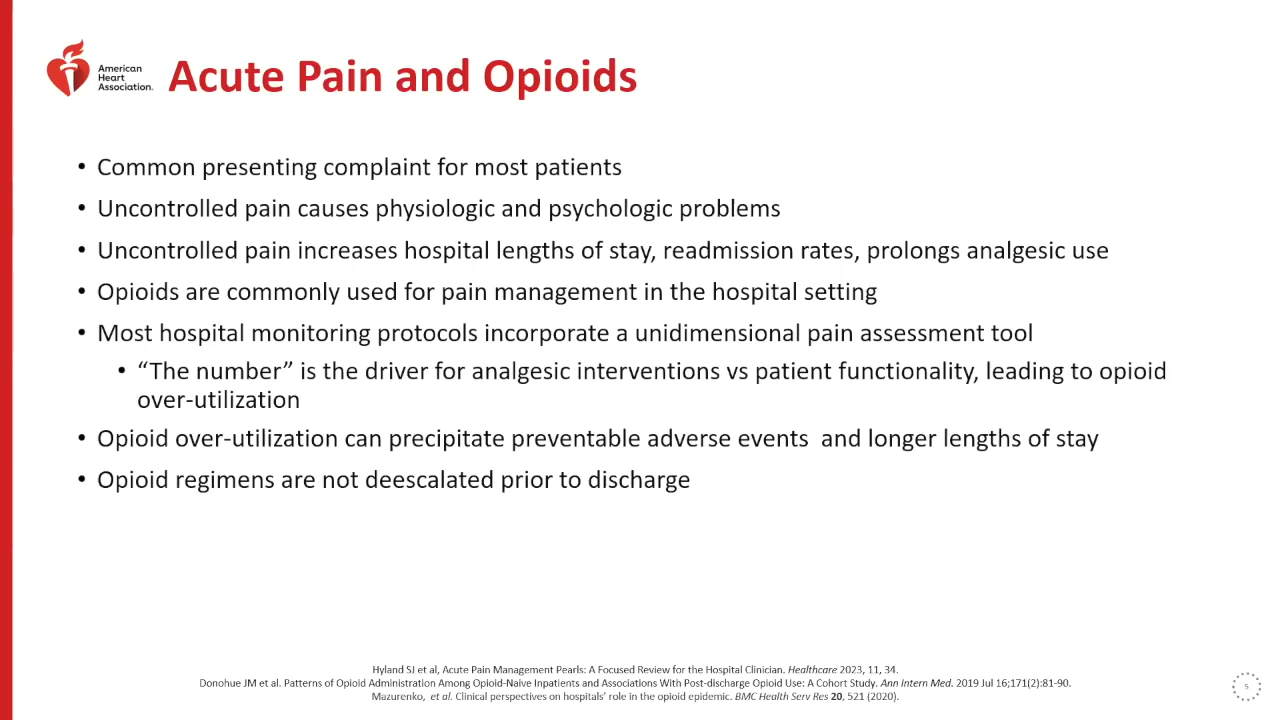 American
Heart
Association.
Acute Pain and Opioids
• Common presenting complaint for most patients
• Uncontrolled pain causes physiologic and psychologic problems
• Uncontrolled pain increases hospital lengths of stay, readmission rates, prolongs analgesic use
• Opioids are commonly used for pain management in the hospital setting
• Most hospital monitoring protocols incorporate a unidimensional pain assessment tool
• “The number” is the driver for analgesic interventions vs patient functionality, leading to opioid
over-utilization
• Opioid over-utilization can precipitate preventable adverse events  and longer lengths of stay
• Opioid regimens are not deescalated prior to discharge
Hyland SJ et al, Acute Pain Management Pearls: A Focused Review for the Hospital Clinician. Healthcare 2023, 11, 34.
Donohue JM et al. Patterns of Opioid Administration Among Opioid-Naive Inpatients and Associations With Post-discharge Opioid Use: A Cohort Study. Ann Intern Med. 2019 Jul 16;171(2):81-90.
Mazurenko,  et al. Clinical perspectives on hospitals’ role in the opioid epidemic. BMC Health Serv Res 20, 521 (2020).
5